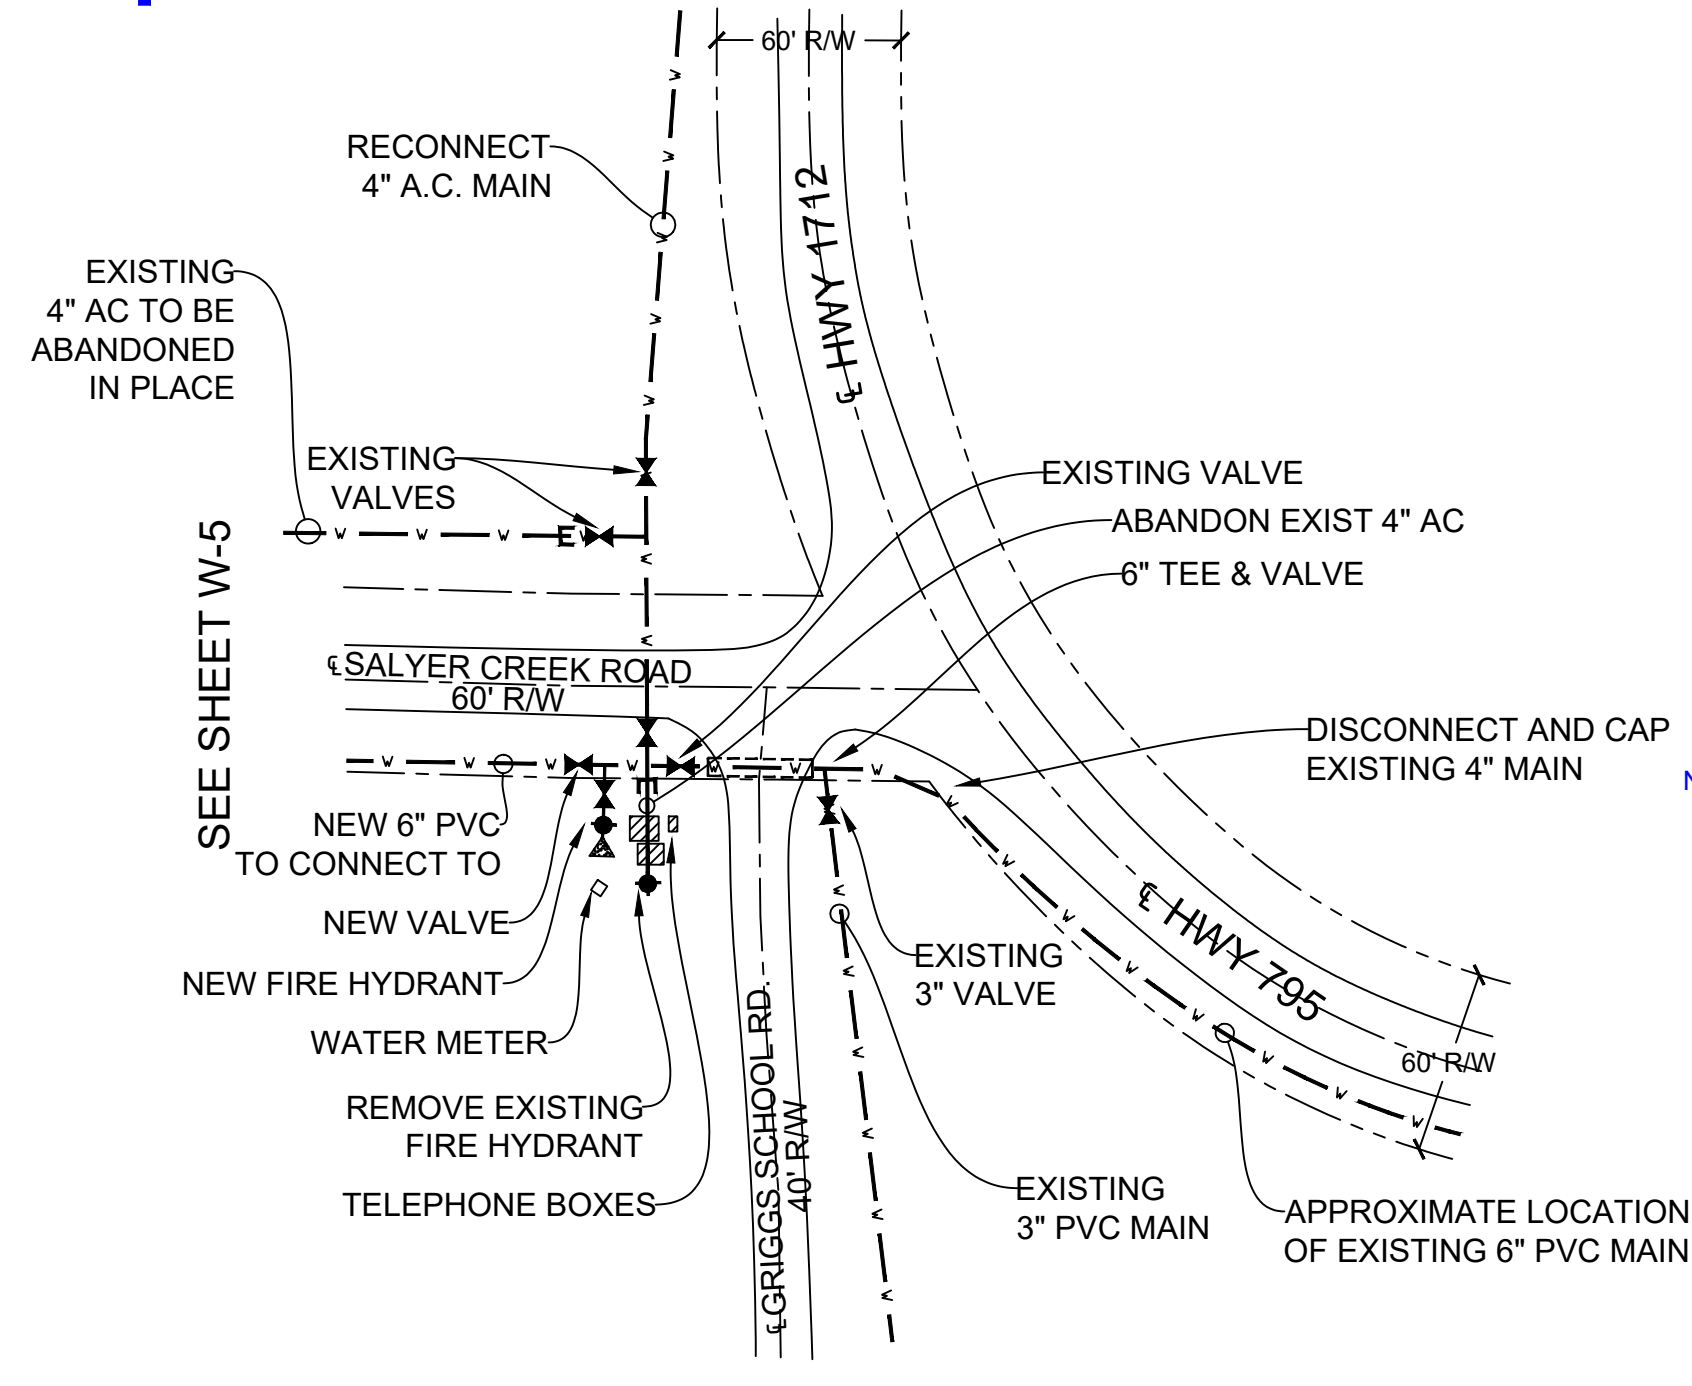 60' R/W
RECONNECT
4" A.C. MAIN
℄ HWY 1712
EXISTING
4" AC TO BE
ABANDONED
IN PLACE
EXISTING
VALVES
EXISTING VALVE
ABANDON EXIST 4" AC
6" TEE & VALVE
SEE SHEET W-5
E
℄ SALYER CREEK ROAD
60' R/W
DISCONNECT AND CAP
EXISTING 4" MAIN
N
E
NEW 6" PVC
TO CONNECT TO
NEW VALVE
NEW FIRE HYDRANT
WATER METER
REMOVE EXISTING
FIRE HYDRANT
TELEPHONE BOXES
℄ GRIGGS SCHOOL RD.
40' R/W
EXISTING
3" VALVE
℄ HWY 795
60' R/W
EXISTING
3" PVC MAIN
APPROXIMATE LOCATION
OF EXISTING 6" PVC MAIN